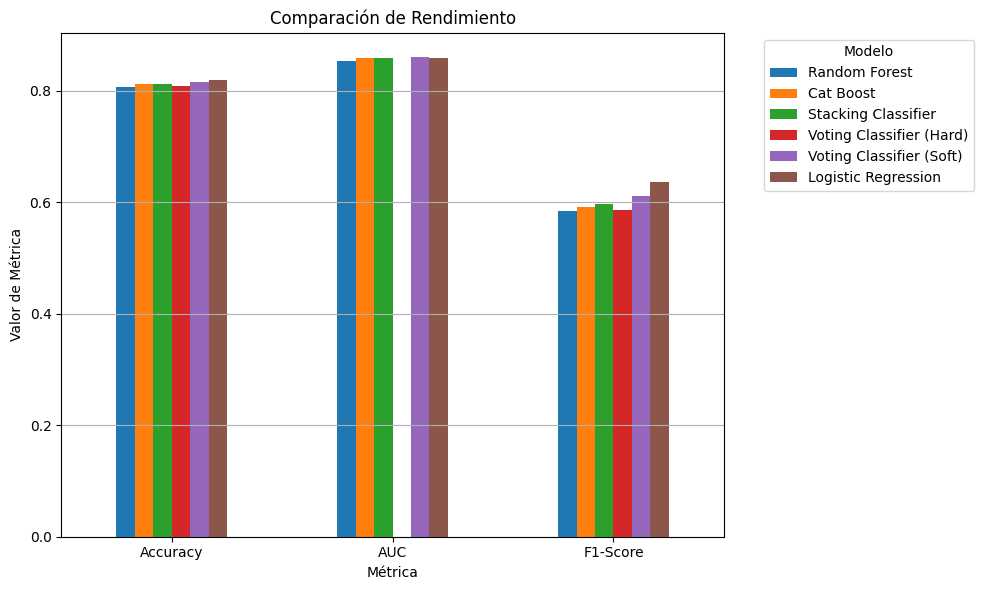 Comparación de Rendimiento
Valor de Métrica
0.8
0.6
0.4
0.2
0.0
Accuracy
AUC
F1-Score
Métrica
Modelo
Random Forest
Cat Boost
Stacking Classifier
Voting Classifier (Hard)
Voting Classifier (Soft)
Logistic Regression